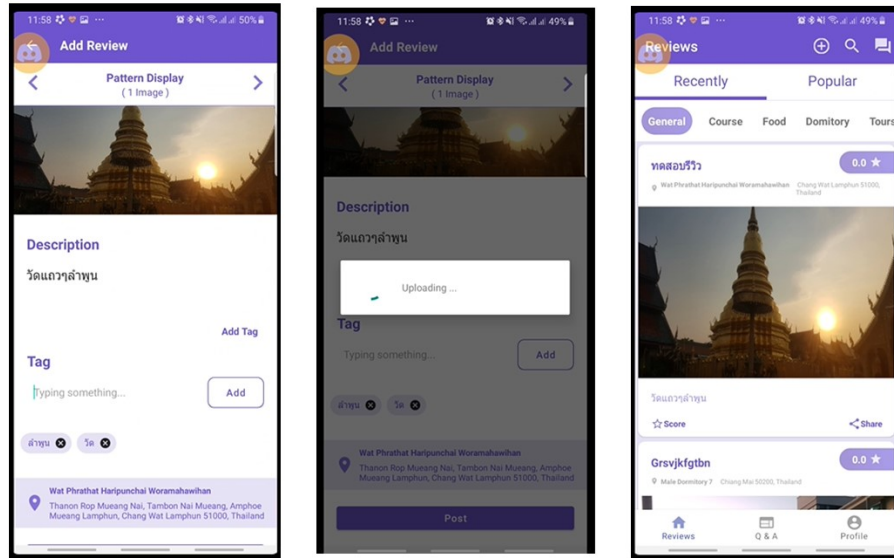 11:58 ... 50%
Add Review
Pattern Display
( 1 Image )
Description
วัดแถวๆลำพูน
Add Tag
Tag
Typing something...
Add
ลำพูน
วัด
Wat Phrathat Haripunchai Woramahawihan
Thanon Rop Mueang Nai, Tambon Nai Mueang, Amphoe
Mueang Lamphun, Chang Wat Lamphun 51000, Thailand
11:58 ... 49%
Add Review
Pattern Display
( 1 Image )
Description
วัดแถวๆลำพูน
Uploading ...
Tag
Typing something...
Add
ลำพูน
วัด
Wat Phrathat Haripunchai Woramahawihan
Thanon Rop Mueang Nai, Tambon Nai Mueang, Amphoe
Mueang Lamphun, Chang Wat Lamphun 51000, Thailand
Post
11:58 ... 49%
Reviews
Recently Popular
General Course Food Domitory Tours
ทดสอบรีวิว 0.0
Wat Phrathat Haripunchai Woramahawihan Chang Wat Lamphun 51000,
Thailand
วัดแถวๆลำพูน
Score Share
Grsvjkfgtbn 0.0
Male Dormitory 7 Chiang Mai 50200, Thailand
Reviews Q & A Profile